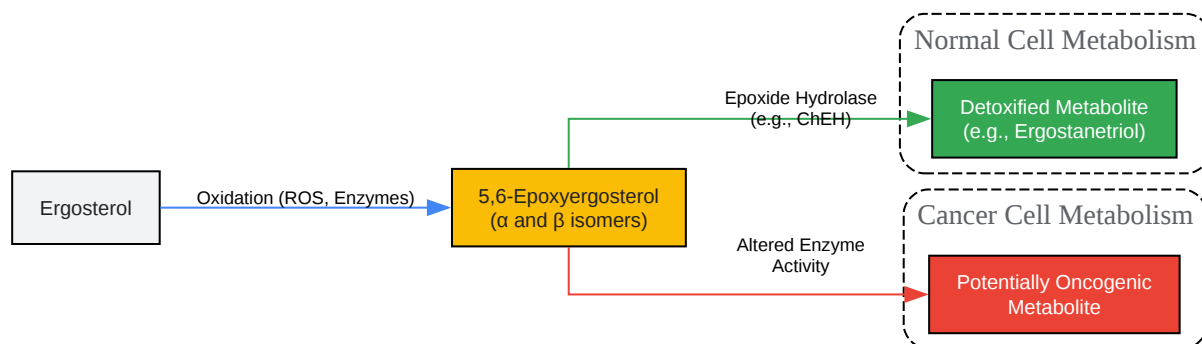 Normal Cell Metabolism
Epoxide Hydrolase
(e.g., ChEH)
Detoxified Metabolite
(e.g., Ergostanetriol)
Ergosterol
Oxidation (ROS, Enzymes)
5,6-Epoxyergosterol
(α and β isomers)
Cancer Cell Metabolism
Altered Enzyme
Activity
Potentially Oncogenic
Metabolite